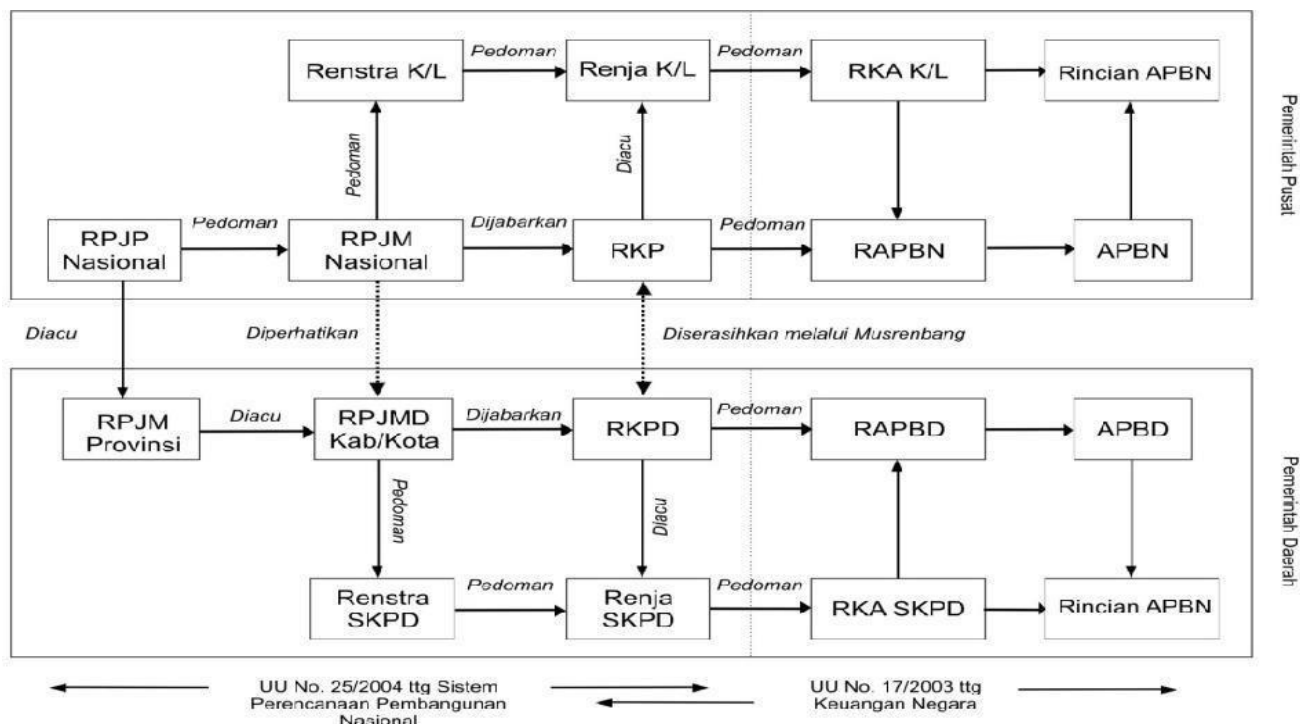 Pedoman
Pedoman
Renstra K/L
Renja K/L
RKA K/L
Rincian APBN
Pedoman
Diacu
Pemerintah Pusat
Pedoman
Dijabarkan
Pedoman
RPJP
Nasional
RPJM
Nasional
RKP
RAPBN
APBN
Diacu
Diperhatikan
Diserasihkan melalui Musrenbang
RPJM
Provinsi
Diacu
RPJMD
Kab/Kota
Dijabarkan
RKPD
Pedoman
RAPBD
APBD
Pedoman
Diacu
Pemerintah Daerah
Renstra
SKPD
Pedoman
Renja
SKPD
Pedoman
RKA SKPD
Rincian APBN
UU No. 25/2004 ttg Sistem
Perencanaan Pembangunan
Nasional
UU No. 17/2003 ttg
Keuangan Negara